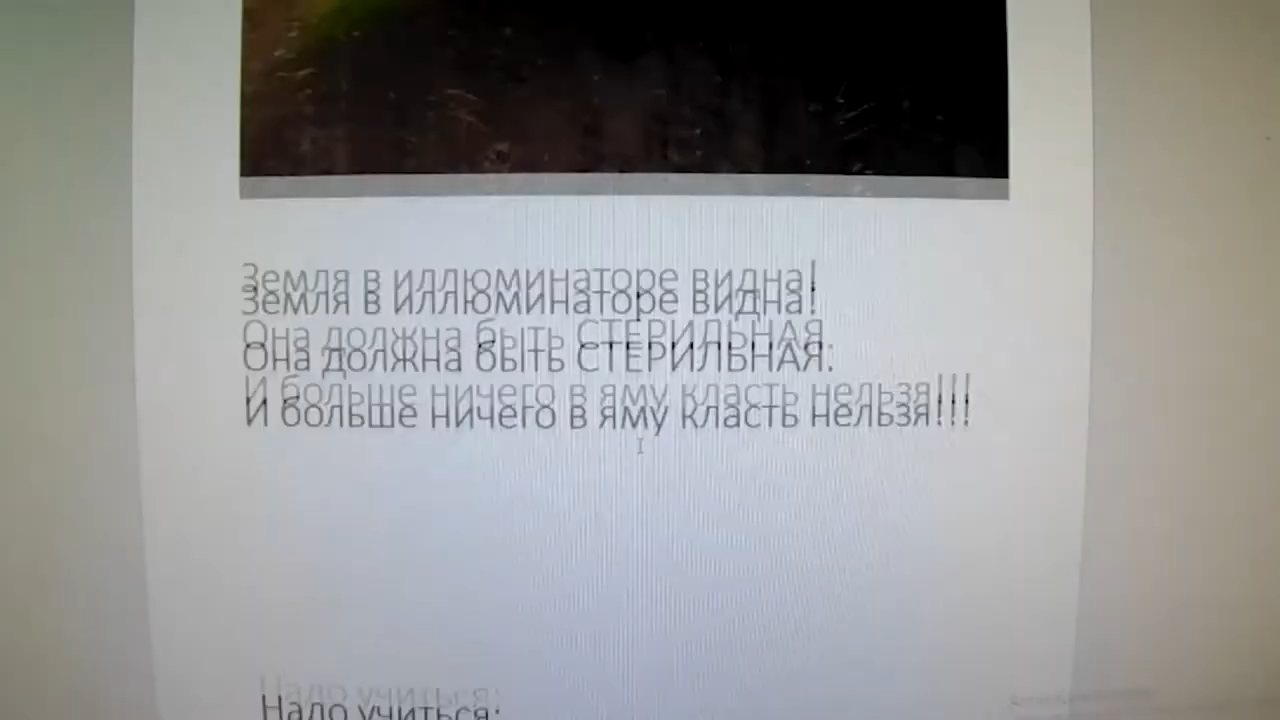 Земля в иллюминаторе видна!
Она должна быть СТЕРИЛЬНАЯ.
И больше ничего в яму класть нельзя!!!
Надо учиться: